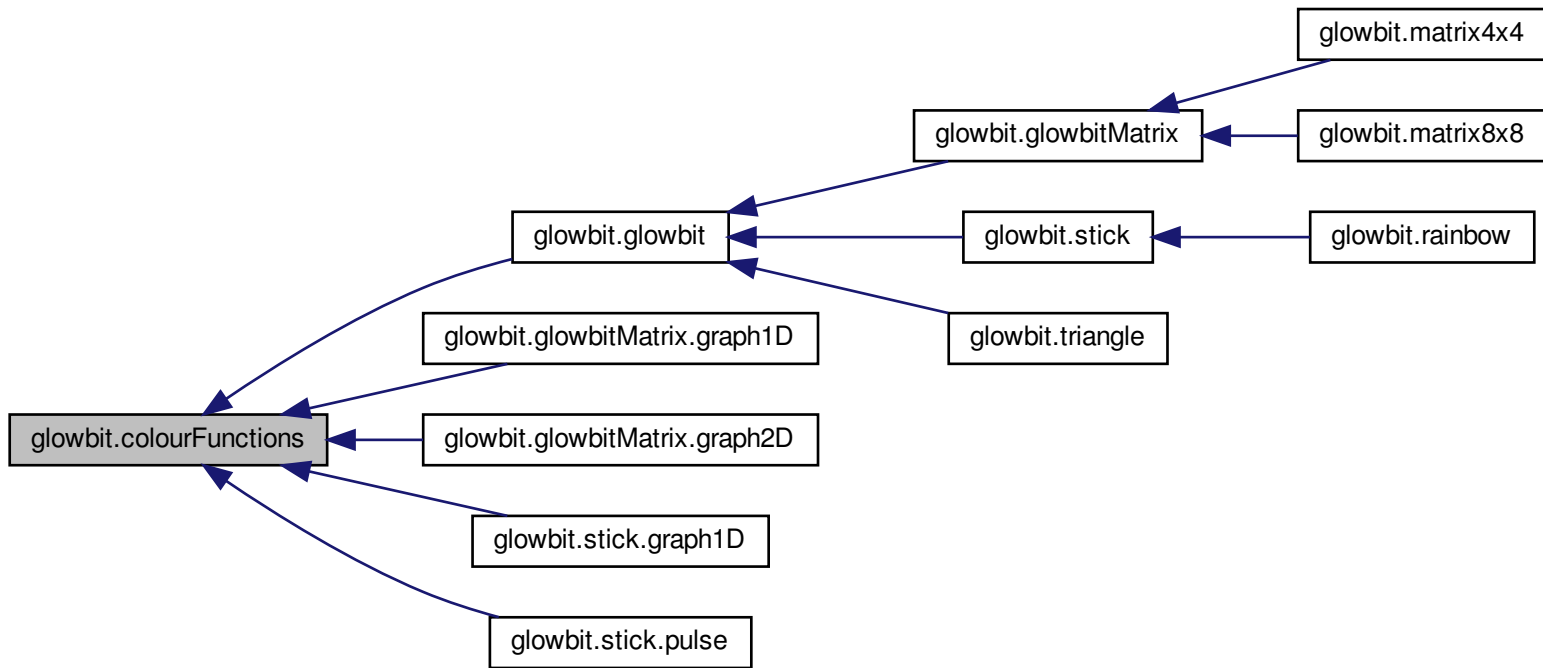 glowbit.matrix4x4
glowbit.glowbitMatrix
glowbit.matrix8x8
glowbit.glowbit
glowbit.stick
glowbit.rainbow
glowbit.glowbitMatrix.graph1D
glowbit.triangle
glowbit.colourFunctions
glowbit.glowbitMatrix.graph2D
glowbit.stick.graph1D
glowbit.stick.pulse